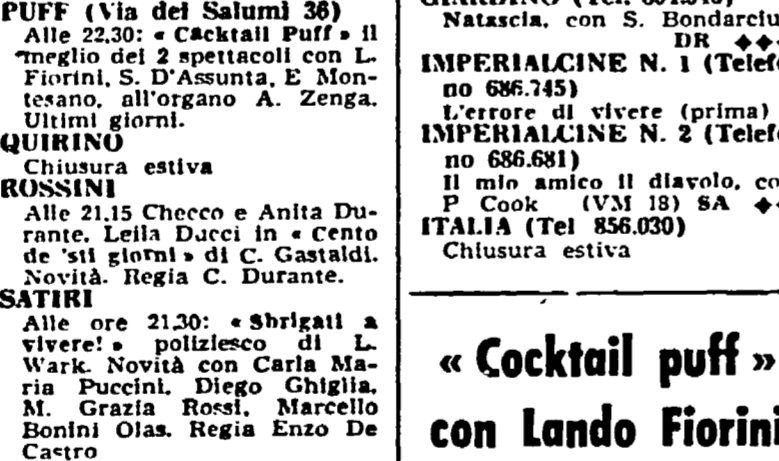 PUFF (Via dei Salumi 36)
Alle 22,30: « Cäcktail Puff » il
meglio dei 2 spettacoli con L.
Fiorini, S. D'Assunta, E Mon-
tesano, all'organo A. Zenga.
Ultimi giorni.
QUIRINO
Chiusura estiva
ROSSINI
Alle 21,15 Checco e Anita Du-
rante, Leila Ducci in « Cento
de 'sti giorni » di C. Gastaldi.
Novità. Regia C. Durante.
SATIRI
Alle ore 21,30: « Sbrigati a
vivere! » poliziesco di L.
Wark. Novità con Carla Ma-
ria Puccini, Diego Ghiglia,
M. Grazia Rossi, Marcello
Bonini Olas. Regia Enzo De
Castro
Natascia, con S. Bondarciu
DR ◆◆
IMPERIALCINE N. 1 (Telef
no 686.745)
L'errore di vivere (prima)
IMPERIALCINE N. 2 (Telef
no 686.681)
Il mio amico il diavolo, co
P Cook (VM 18) SA ◆
ITALIA (Tel 856.030)
Chiusura estiva
« Cocktail puff »
con Lando Fiorini